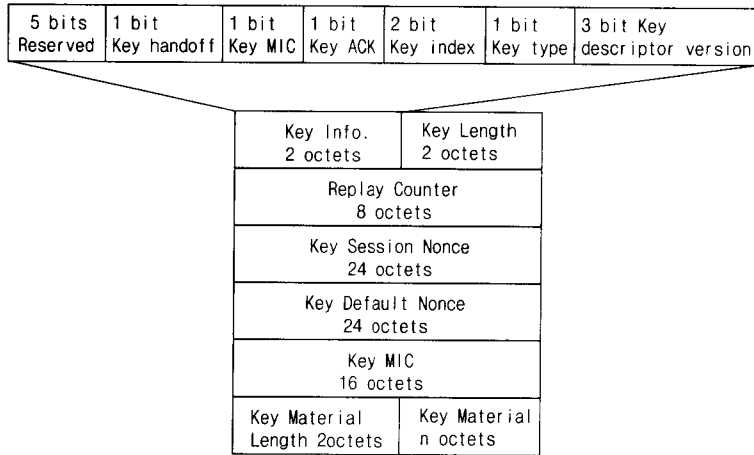 5 bits
Reserved
1 bit
Key handoff
1 bit
Key MIC
1 bit
Key ACK
2 bit
Key index
1 bit
Key type
3 bit Key
descriptor version
Key Info.
2 octets
Key Length
2 octets
Replay Counter
8 octets
Key Session Nonce
24 octets
Key Default Nonce
24 octets
Key MIC
16 octets
Key Material
Length 2octets
Key Material
n octets